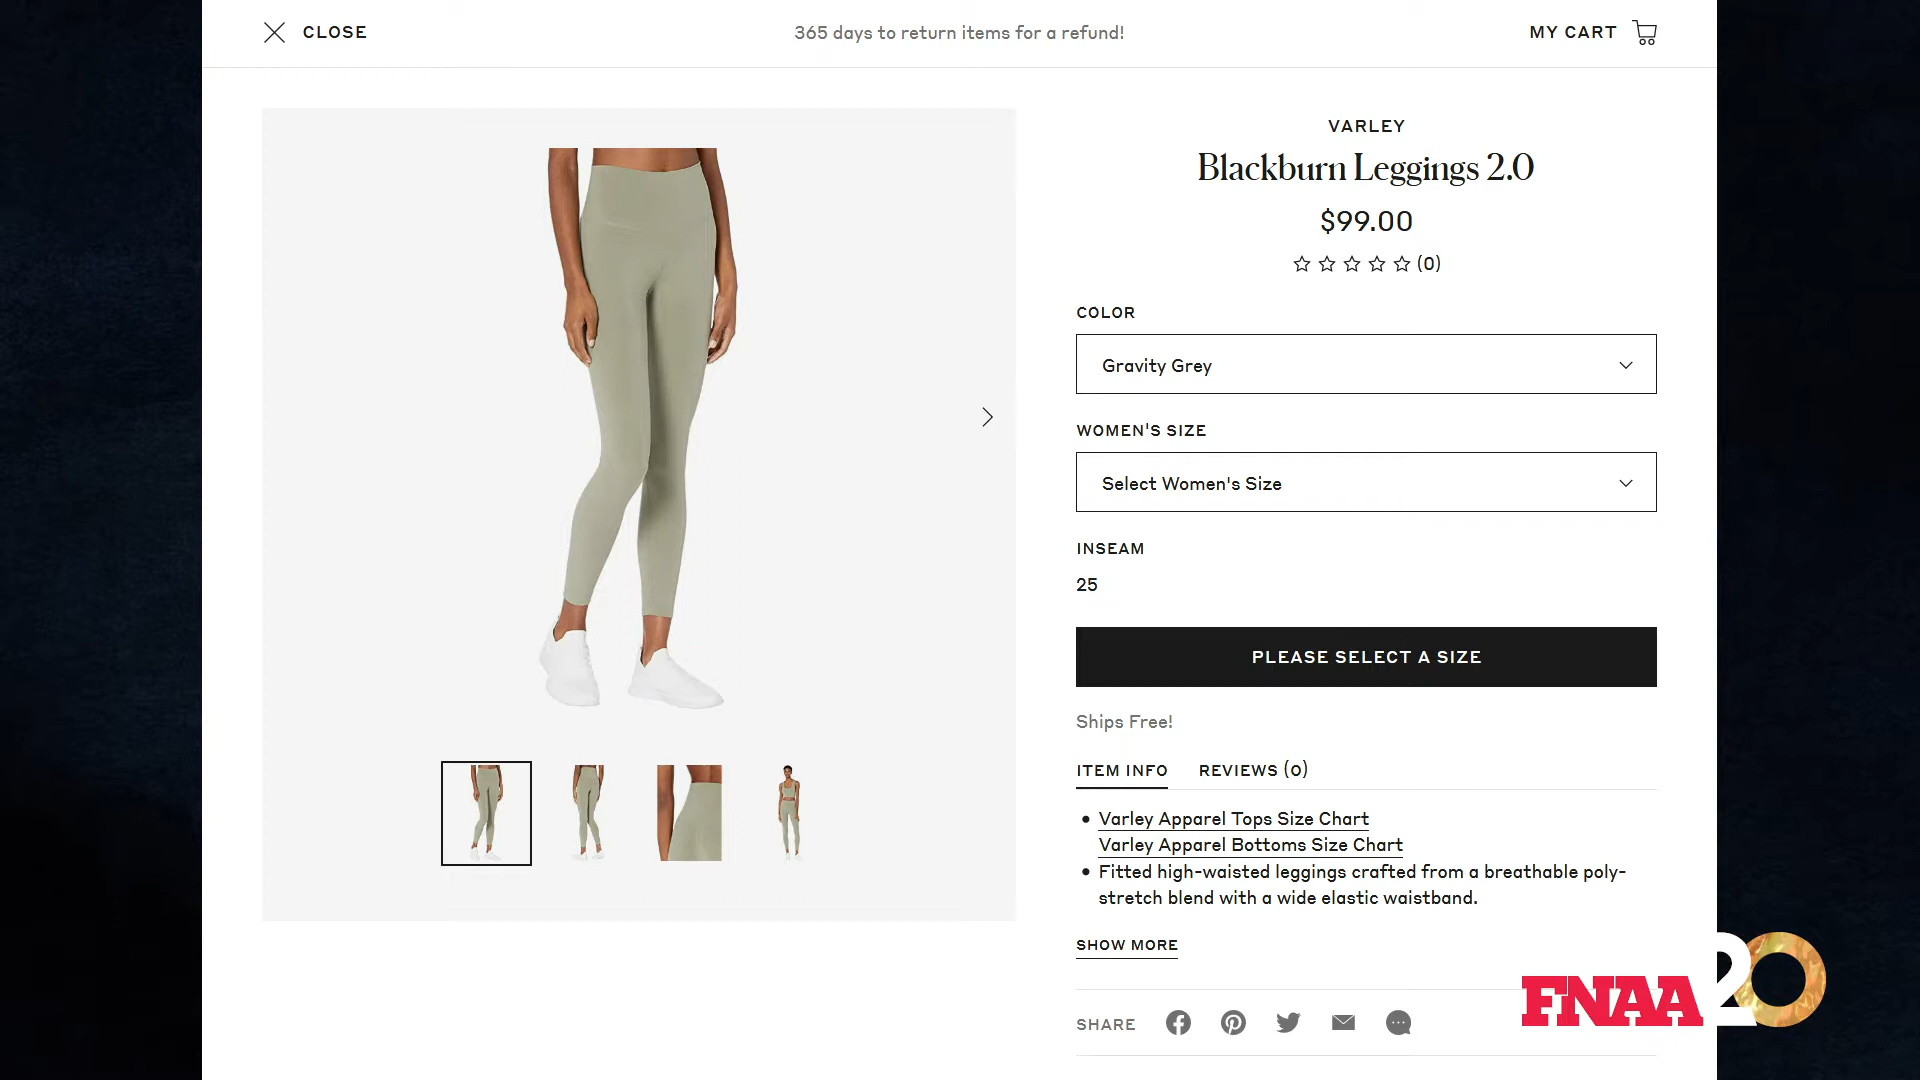 CLOSE
365 days to return items for a refund!
MY CART
VARLEY
Blackburn Leggings 2.0
$99.00
(0)
COLOR
Gravity Grey
WOMEN'S SIZE
Select Women's Size
INSEAM
25
PLEASE SELECT A SIZE
Ships Free!
ITEM INFO
REVIEWS (0)
Varley Apparel Tops Size Chart
Varley Apparel Bottoms Size Chart
Fitted high-waisted leggings crafted from a breathable poly-
stretch blend with a wide elastic waistband.
SHOW MORE
SHARE
FNAA20